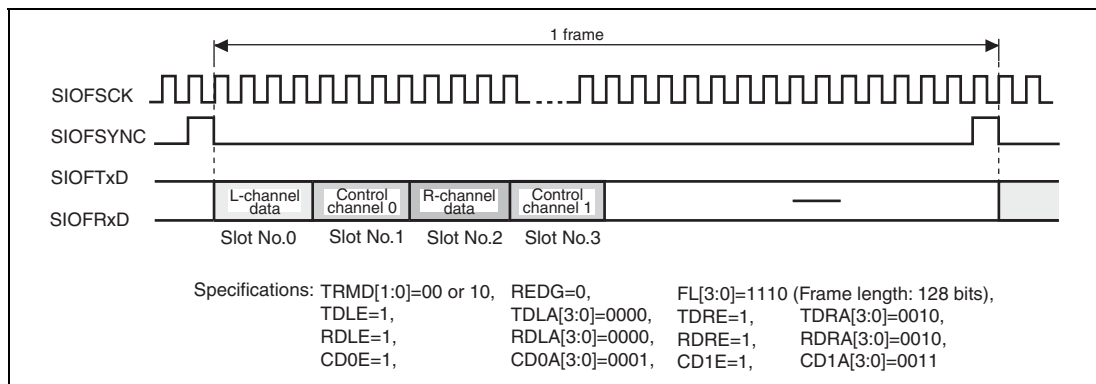 1 frame
SIOFSCK
SIOFSYNC
SIOFTxD
SIOFRxD
L-channel data
Control channel 0
R-channel data
Control channel 1
Slot No.0 Slot No.1 Slot No.2 Slot No.3
Specifications: TRMD[1:0]=00 or 10, REDG=0, FL[3:0]=1110 (Frame length: 128 bits),
TDLE=1, TDLA[3:0]=0000, TDRE=1, TDRA[3:0]=0010,
RDLE=1, RDLA[3:0]=0000, RDRE=1, RDRA[3:0]=0010,
CD0E=1, CD0A[3:0]=0001, CD1E=1, CD1A[3:0]=0011